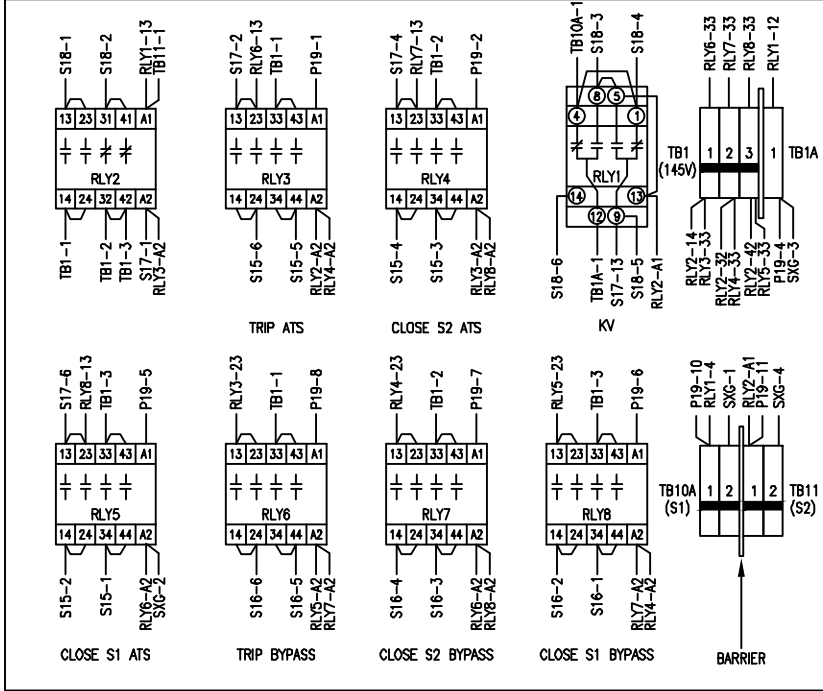 S18-1
S18-2
RLY1-13
TB11-1
13 23 31 41 A1
RLY2
14 24 32 42 A2
TB1-1
TB1-2
TB1-3
S17-1
RLY3-A2
S17-2
RLY6-13
TB1-1
P19-1
13 23 33 43 A1
RLY3
14 24 34 44 A2
S15-6
S15-5
RLY2-A2
RLY4-A2
TRIP ATS
S17-4
RLY7-13
TB1-2
P19-2
13 23 33 43 A1
RLY4
14 24 34 44 A2
S15-4
S15-3
RLY3-A2
RLY8-A2
CLOSE S2 ATS
TB10A-1
S18-3
S18-4
8 5
4 1
RLY1
14 13
12 9
S18-6
TB1A-1
S17-13
S18-5
RLY2-A1
KV
RLY6-33
RLY7-33
RLY8-33
RLY1-12
TB1
(145V)
1 2 3 1
TB1A
RLY2-14
RLY3-33
RLY2-32
RLY4-33
RLY2-42
RLY5-33
P19-4
SXG-3
S17-6
RLY8-13
TB1-3
P19-5
13 23 33 43 A1
RLY5
14 24 34 44 A2
S15-2
S15-1
RLY6-A2
SXG-2
CLOSE S1 ATS
RLY3-23
TB1-1
P19-8
13 23 33 43 A1
RLY6
14 24 34 44 A2
S16-6
S16-5
RLY5-A2
RLY7-A2
TRIP BYPASS
RLY4-23
TB1-2
P19-7
13 23 33 43 A1
RLY7
14 24 34 44 A2
S16-4
S16-3
RLY6-A2
RLY8-A2
CLOSE S2 BYPASS
RLY5-23
TB1-3
P19-6
13 23 33 43 A1
RLY8
14 24 34 44 A2
S16-2
S16-1
RLY7-A2
RLY4-A2
CLOSE S1 BYPASS
P19-10
RLY1-4
SXG-1
RLY2-A1
P19-11
SXG-4
TB10A
(S1)
1 2 1 2
TB11
(S2)
BARRIER